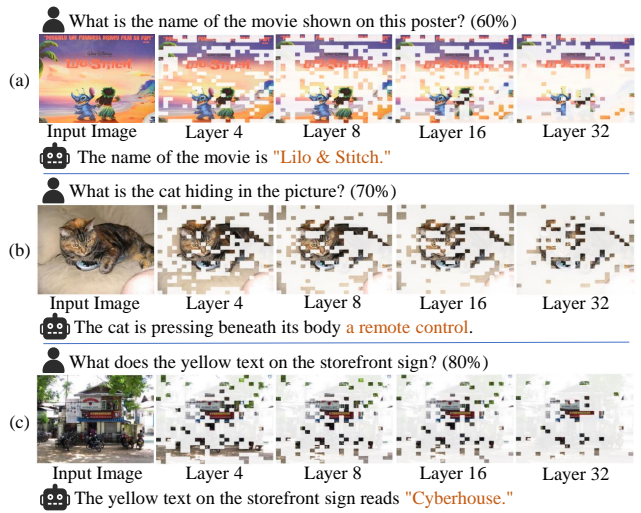 What is the name of the movie shown on this poster? (60%)
(a)
Lilo & Stitch
Input Image Layer 4 Layer 8 Layer 16 Layer 32
The name of the movie is "Lilo & Stitch."
What is the cat hiding in the picture? (70%)
(b)
Input Image Layer 4 Layer 8 Layer 16 Layer 32
The cat is pressing beneath its body a remote control.
What does the yellow text on the storefront sign? (80%)
(c)
Input Image Layer 4 Layer 8 Layer 16 Layer 32
The yellow text on the storefront sign reads "Cyberhouse."